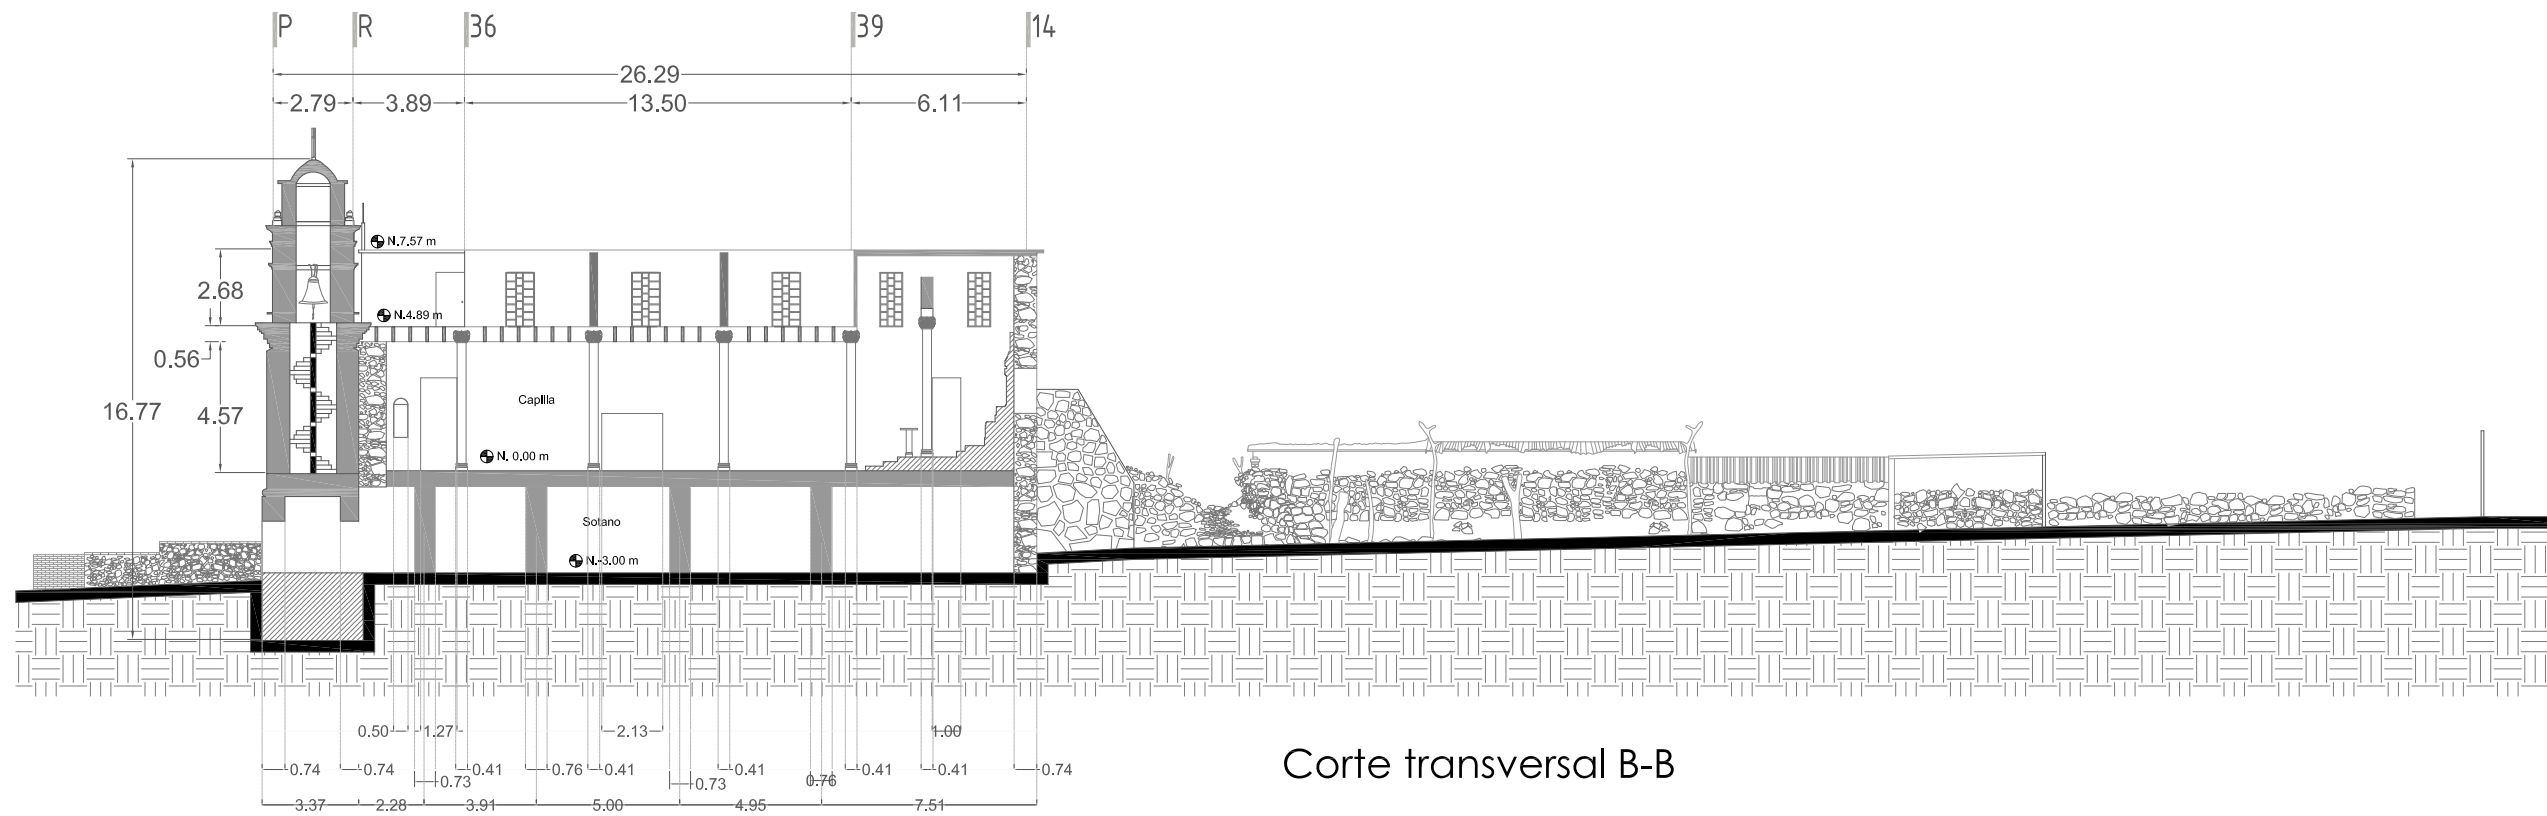 P R 36 39 14
26.29
2.79 3.89 13.50 6.11
N.7.57 m
2.68
N.4.89 m
0.56
Capilla
16.77 4.57
N. 0.00 m
Sotano
N.-3.00 m
0.50 1.27 2.13 1.00
Corte transversal B-B
0.74 0.74 0.41 0.76 0.41 0.41 0.41 0.41 0.74
0.73 0.73 0.76
3.37 2.28 3.91 5.00 4.95 7.51